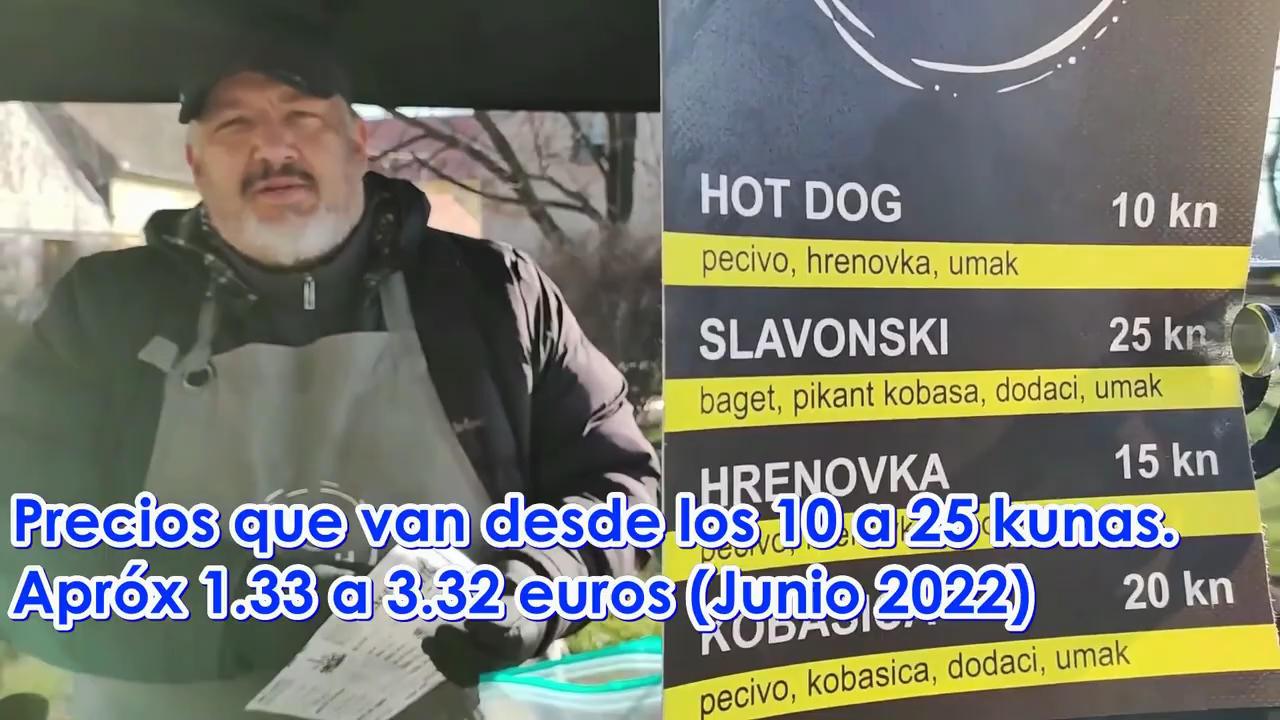 HOT DOG 10 kn
pecivo, hrenovka, umak
SLAVONSKI 25 kn
baget, pikant kobasa, dodaci, umak
HRENOVKA 15 kn
pecivo,
Precios que van desde los 10 a 25 kunas.
Apróx 1.33 a 3.32 euros (Junio 2022)
KOBASICA 20 kn
pecivo, kobasica, dodaci, umak